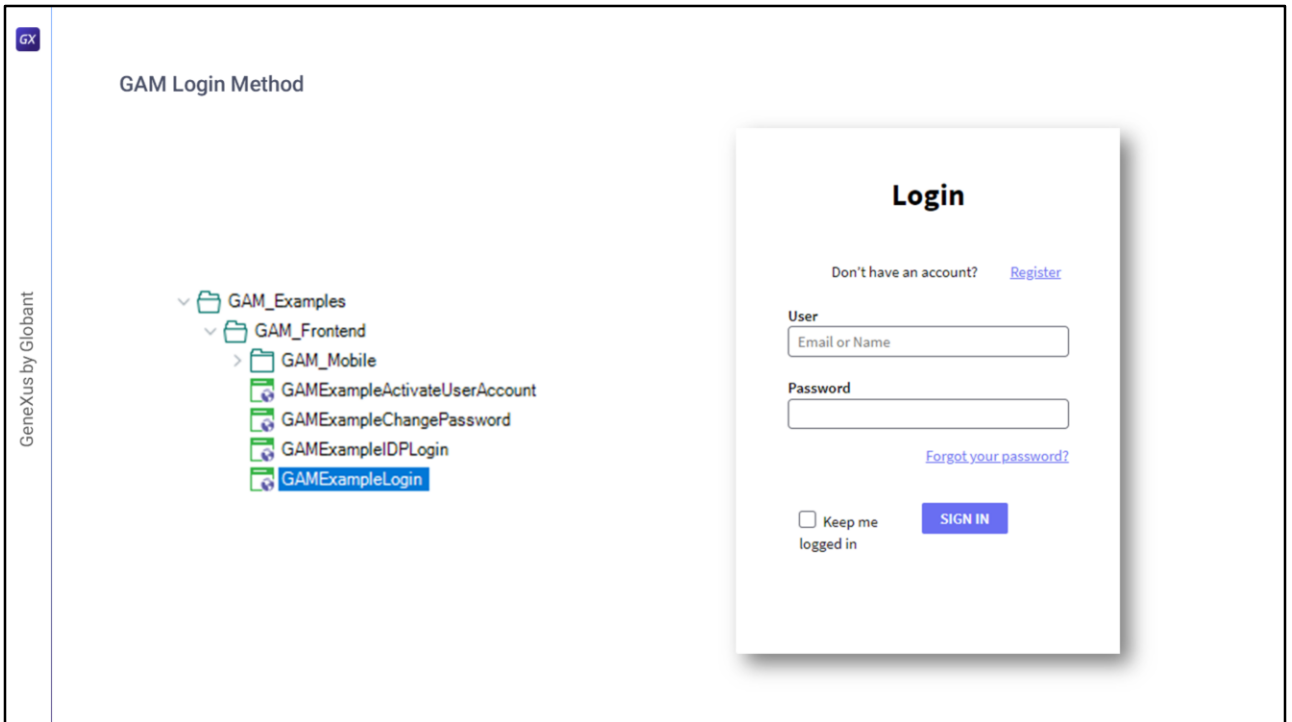 GX
GAM Login Method
GeneXus by Globant
GAM_Examples
GAM_Frontend
GAM_Mobile
GAMExampleActivateUserAccount
GAMExampleChangePassword
GAMExampleIDPLogin
GAMExampleLogin
Login
Don't have an account? Register
User
Email or Name
Password
Forgot your password?
Keep me
logged in
SIGN IN